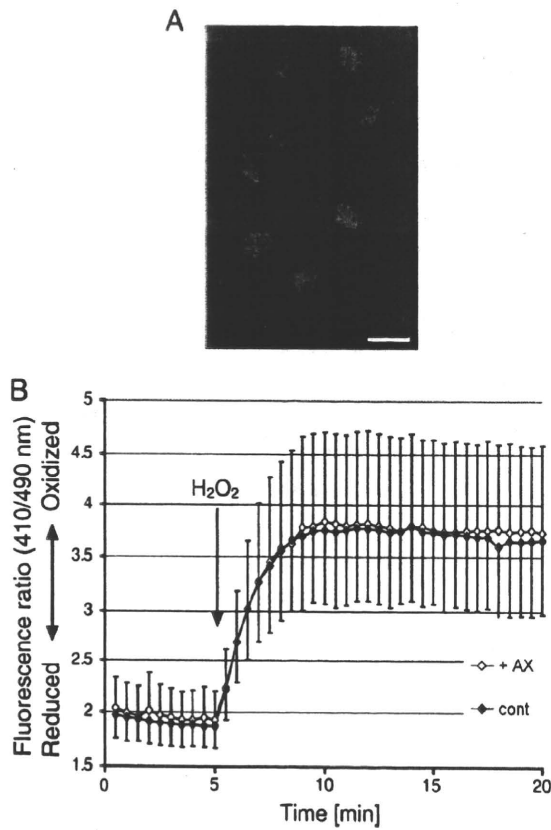 A
B
Fluorescence ratio (410/490 nm)
Reduced
Oxidized
5
4.5
4
3.5
3
2.5
2
1.5
H₂O₂
+ AX
cont
0
5
10
15
20
Time [min]